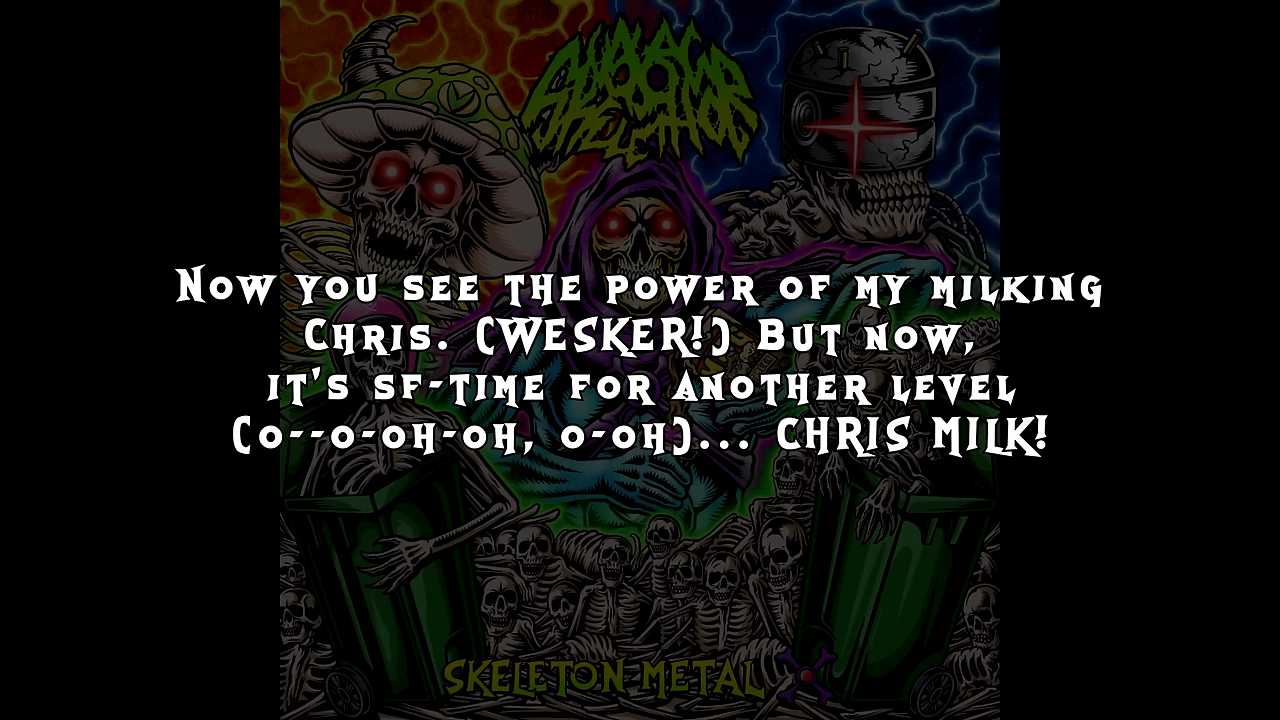 Now you see the power of my milking
Chris. (WESKER!) But now,
it's sf-time for another level
(o--o-oh-oh, o-oh)... CHRIS MILK!
SKELETON METAL